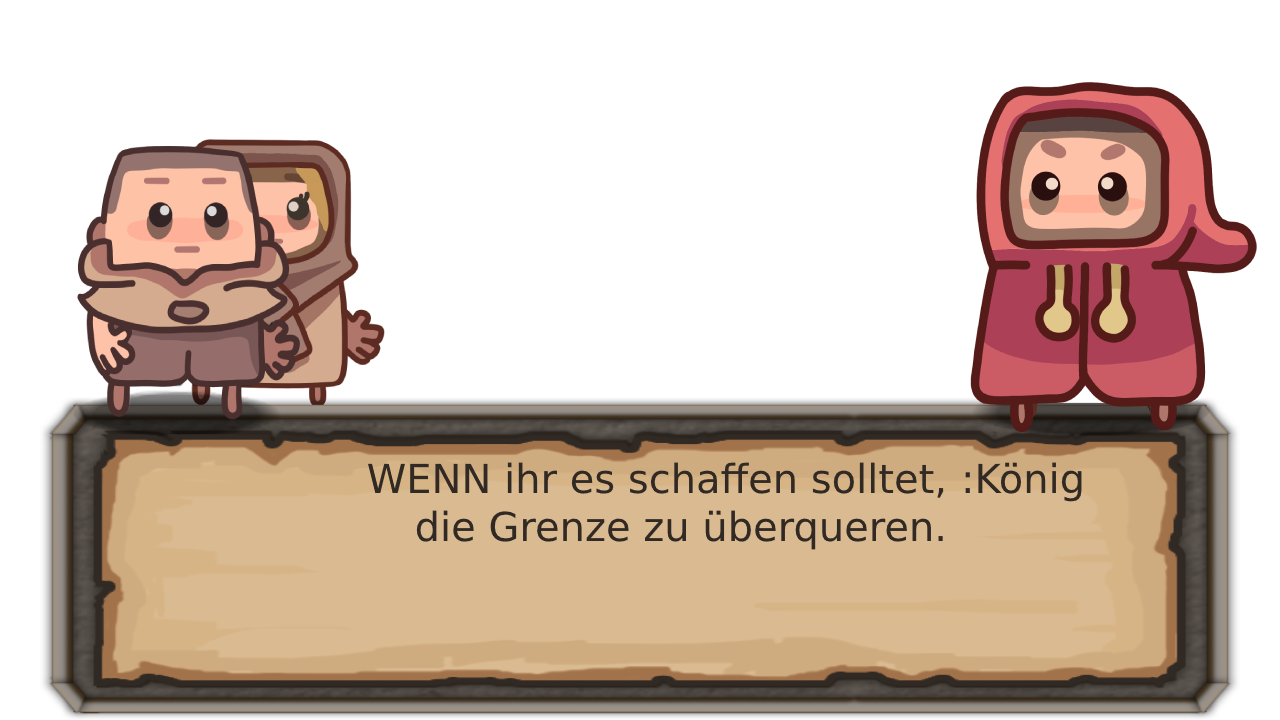 WENN ihr es schaffen solltet, :König
die Grenze zu überqueren.